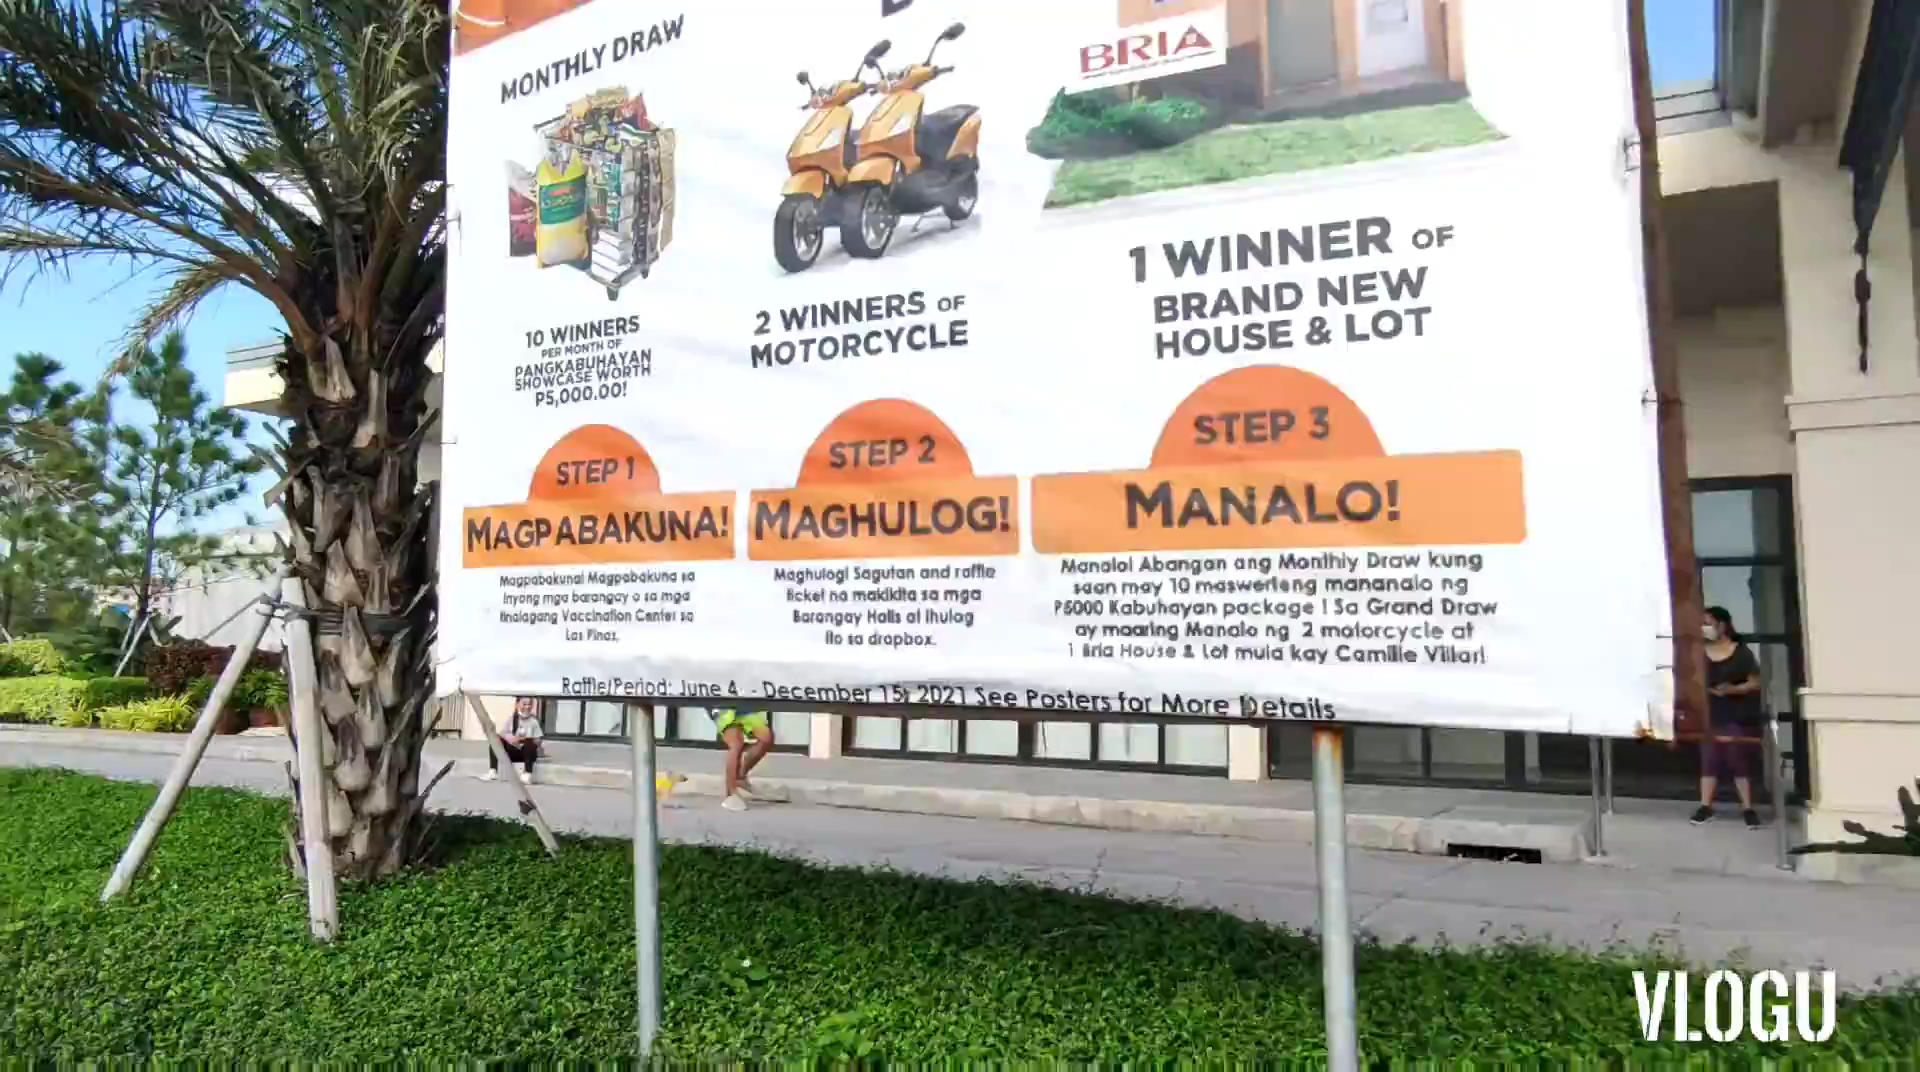 MONTHLY DRAW
BRIA
10 WINNERS
PER MONTH OF
PANGKABUHAYAN
SHOWCASE WORTH
P5,000.00!
2 WINNERS OF
MOTORCYCLE
1 WINNER OF
BRAND NEW
HOUSE & LOT
STEP 1
MAGPABAKUNA!
Magpabakuna! Magpabakuna sa
inyong mga barangay o sa mga
itinalagang Vaccination Center sa
Las Pinas.
STEP 2
MAGHULOG!
Maghulog! Sagutan and raffle
ticket na makikita sa mga
Barangay Halls at ihulog
ito sa dropbox.
STEP 3
MANALO!
Manalo! Abangan ang Monthly Draw kung
saan may 10 maswerteng mananalo ng
P5000 Kabuhayan package ! Sa Grand Draw
ay maaring Manalo ng 2 motorcycle at
1 Bria House & Lot mula kay Camille Villar!
Raffle/Period: June 4 - December 15, 2021 See Posters for More Details
VLOGU